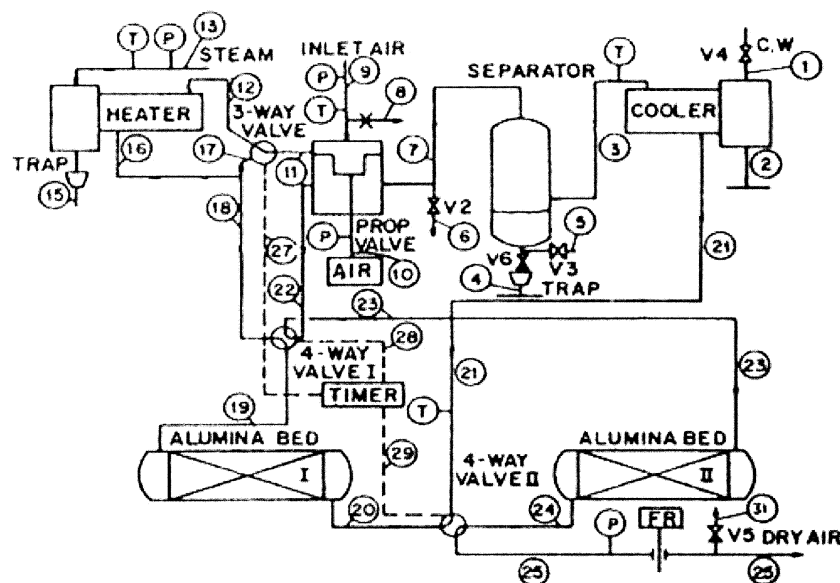 13
T
P
STEAM
INLET AIR
P
9
T
8
V4
C,W
1
SEPARATOR
T
12
HEATER
3-WAY
VALVE
COOLER
16
17
11
7
3
2
TRAP
15
18
V2
6
5
P
PROP
VALVE
V6
V3
21
27
AIR
10
4
TRAP
22
23
28
4-WAY
VALVE I
21
23
TIMER
T
19
ALUMINA BED
I
29
4-WAY
VALVE II
ALUMINA BED
II
20
24
P
FR
31
V5
DRY AIR
25
25